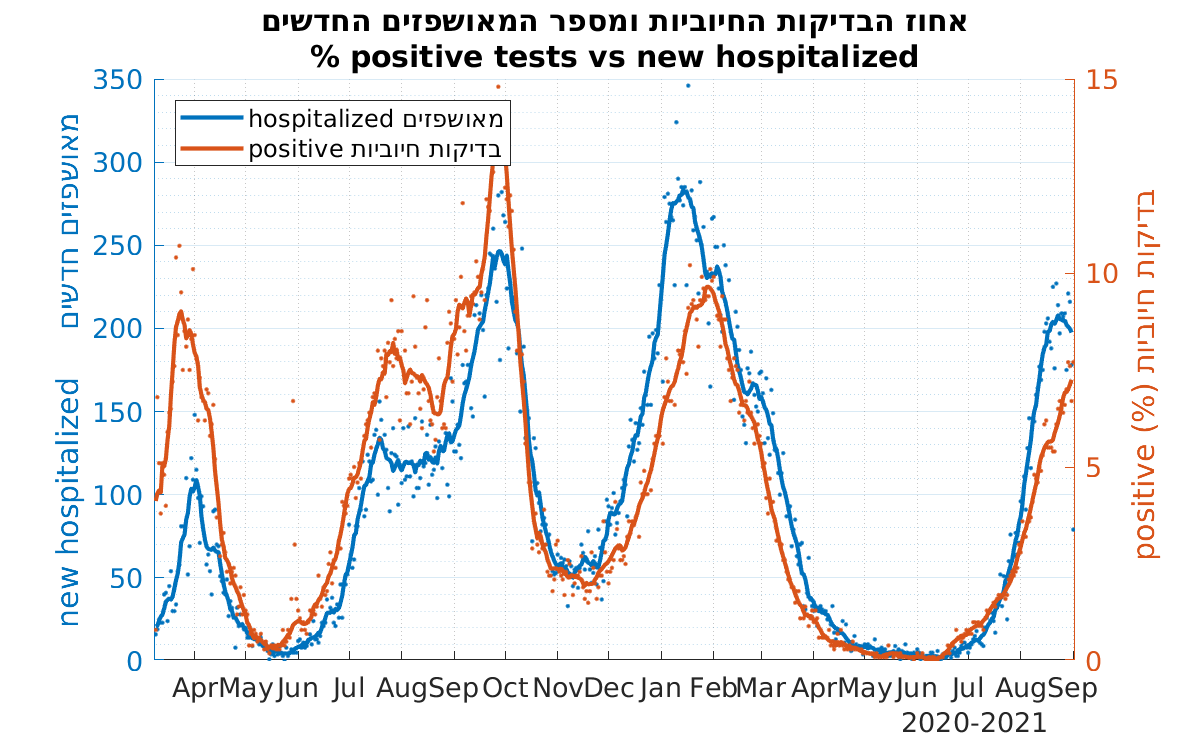 אחוז הבדיקות החיוביות ומספר המאושפזים החדשים
% positive tests vs new hospitalized
hospitalized מאושפזים
positive בדיקות חיוביות
new hospitalized מאושפזים חדשים
350
300
250
200
150
100
50
0
15
10
5
0
positive (%) בדיקות חיוביות
Apr May Jun Jul Aug Sep Oct Nov Dec Jan Feb Mar Apr May Jun Jul Aug Sep
2020-2021